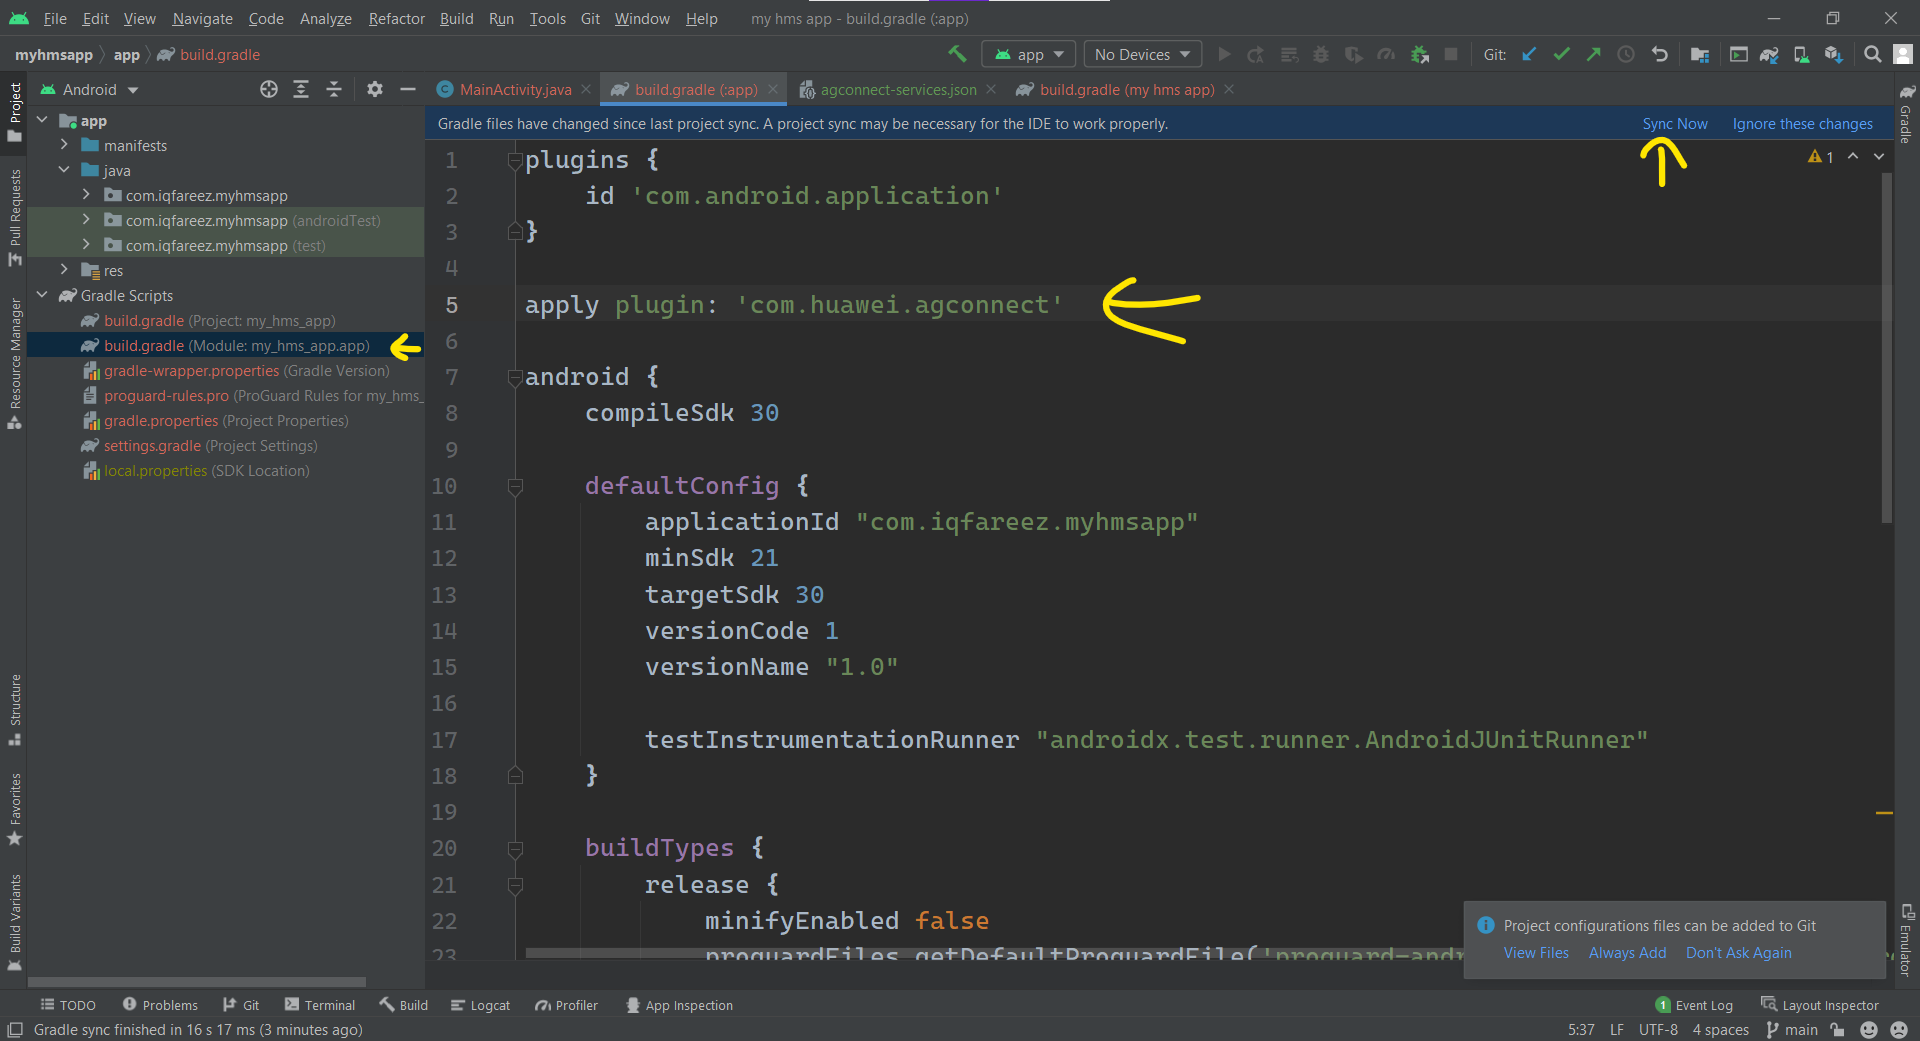 File Edit View Navigate Code Analyze Refactor Build Run Tools Git Window Help my hms app - build.gradle (:app)
myhmsapp app build.gradle app No Devices Git:
Android MainActivity.java build.gradle (:app) agconnect-services.json build.gradle (my hms app)
Project
Pull Requests
Resource Manager
Structure
Favorites
Build Variants
app
manifests
java
com.iqfareez.myhmsapp
com.iqfareez.myhmsapp (androidTest)
com.iqfareez.myhmsapp (test)
res
Gradle Scripts
build.gradle (Project: my_hms_app)
build.gradle (Module: my_hms_app.app)
gradle-wrapper.properties (Gradle Version)
proguard-rules.pro (ProGuard Rules for my_hms_
gradle.properties (Project Properties)
settings.gradle (Project Settings)
local.properties (SDK Location)
Gradle files have changed since last project sync. A project sync may be necessary for the IDE to work properly. Sync Now Ignore these changes
1
1 plugins {
2 id 'com.android.application'
3 }
4
5 apply plugin: 'com.huawei.agconnect'
6
7 android {
8 compileSdk 30
9
10 defaultConfig {
11 applicationId "com.iqfareez.myhmsapp"
12 minSdk 21
13 targetSdk 30
14 versionCode 1
15 versionName "1.0"
16
17 testInstrumentationRunner "androidx.test.runner.AndroidJUnitRunner"
18 }
19
20 buildTypes {
21 release {
22 minifyEnabled false
23 proguardFiles getDefaultProguardFile('proguard-andr
Gradle
Emulator
Project configurations files can be added to Git
View Files Always Add Don't Ask Again
TODO Problems Git Terminal Build Logcat Profiler App Inspection 1 Event Log Layout Inspector
Gradle sync finished in 16 s 17 ms (3 minutes ago) 5:37 LF UTF-8 4 spaces main